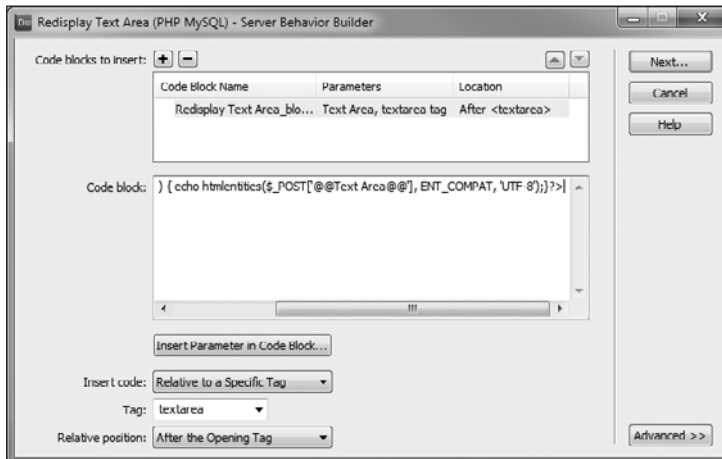 Dw Redisplay Text Area (PHP MySQL) - Server Behavior Builder
Code blocks to insert:
Code Block Name Parameters Location
Redisplay Text Area_blo... Text Area, textarea tag After <textarea>
Code block: ) { echo htmlentities($_POST['@@Text Area@@'], ENT_COMPAT, 'UTF-8');}?>
Insert Parameter in Code Block...
Insert code: Relative to a Specific Tag
Tag: textarea
Relative position: After the Opening Tag
Next...
Cancel
Help
Advanced >>